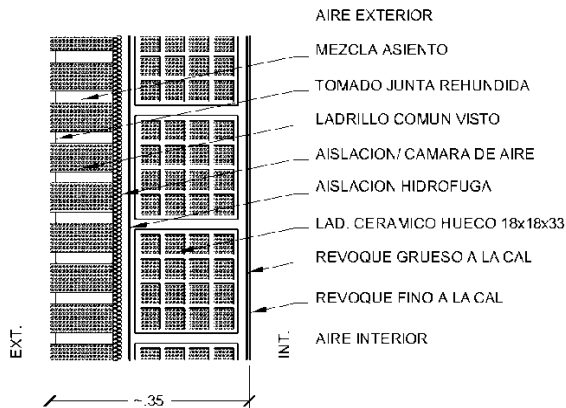 AIRE EXTERIOR
MEZCLA ASIENTO
TOMADO JUNTA REHUNDIDA
LADRILLO COMUN VISTO
AISLACION/ CAMARA DE AIRE
AISLACION HIDROFUGA
LAD. CERAMICO HUECO 18x18x33
REVOQUE GRUESO A LA CAL
REVOQUE FINO A LA CAL
AIRE INTERIOR
EXT.
INT.
~.35